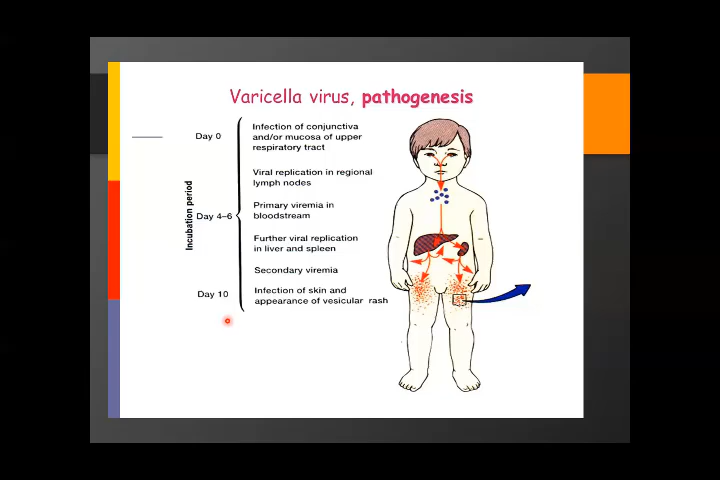 Varicella virus, pathogenesis
Incubation period
Day 0
Infection of conjunctiva
and/or mucosa of upper
respiratory tract
Viral replication in regional
lymph nodes
Day 4–6
Primary viremia in
bloodstream
Further viral replication
in liver and spleen
Secondary viremia
Day 10
Infection of skin and
appearance of vesicular rash